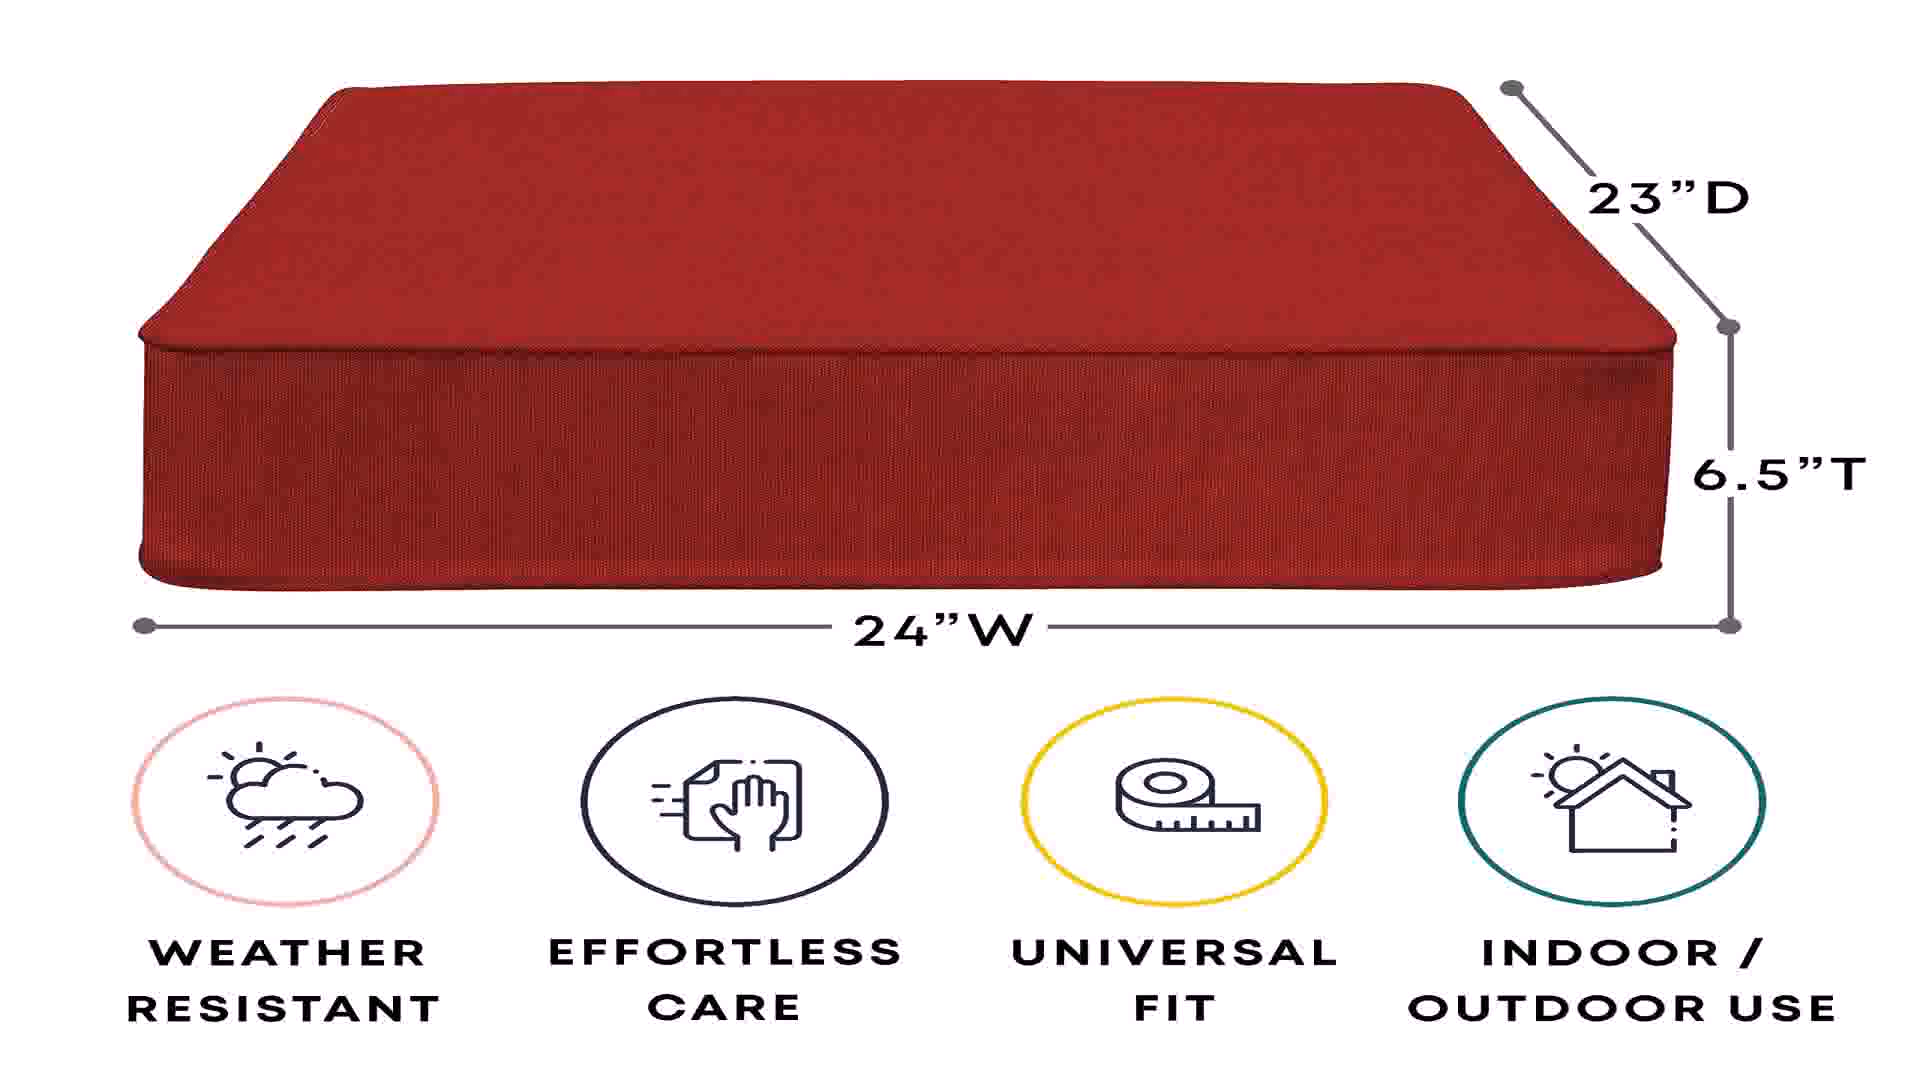 23”D
6.5”T
24”W
WEATHER
RESISTANT
EFFORTLESS
CARE
UNIVERSAL
FIT
INDOOR /
OUTDOOR USE